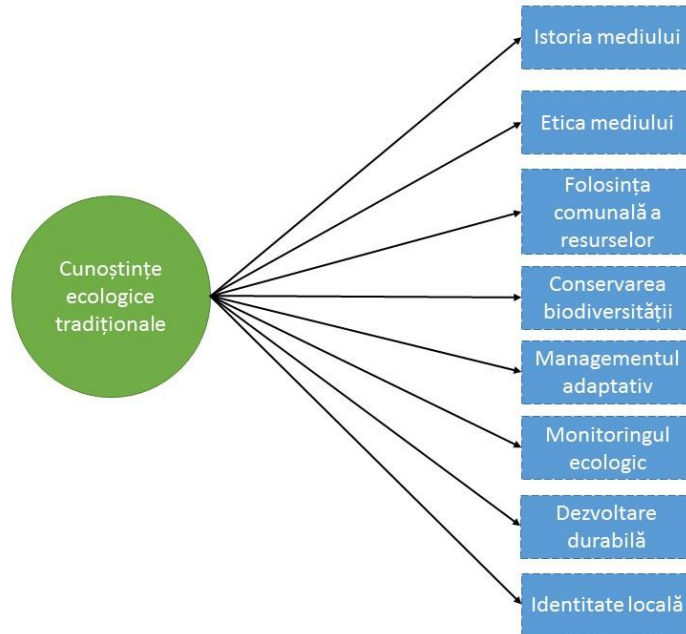 Cunoștințe
ecologice
tradiționale
Istoria mediului
Etica mediului
Folosința
comunală a
resurselor
Conservarea
biodiversității
Managementul
adaptativ
Monitoringul
ecologic
Dezvoltare
durabilă
Identitate locală